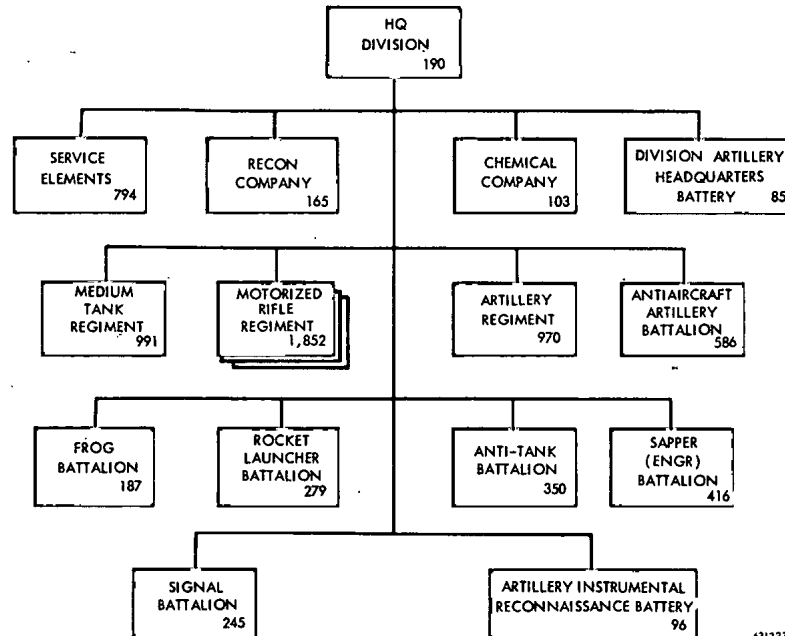 HQ
DIVISION
190
SERVICE
ELEMENTS
794
RECON
COMPANY
165
CHEMICAL
COMPANY
103
DIVISION ARTILLERY
HEADQUARTERS
BATTERY
85
MEDIUM
TANK
REGIMENT
991
MOTORIZED
RIFLE
REGIMENT
1,852
ARTILLERY
REGIMENT
970
ANTIAIRCRAFT
ARTILLERY
BATTALION
586
FROG
BATTALION
187
ROCKET
LAUNCHER
BATTALION
279
ANTI-TANK
BATTALION
350
SAPPER
(ENGR)
BATTALION
416
SIGNAL
BATTALION
245
ARTILLERY INSTRUMENTAL
RECONNAISSANCE BATTERY
96